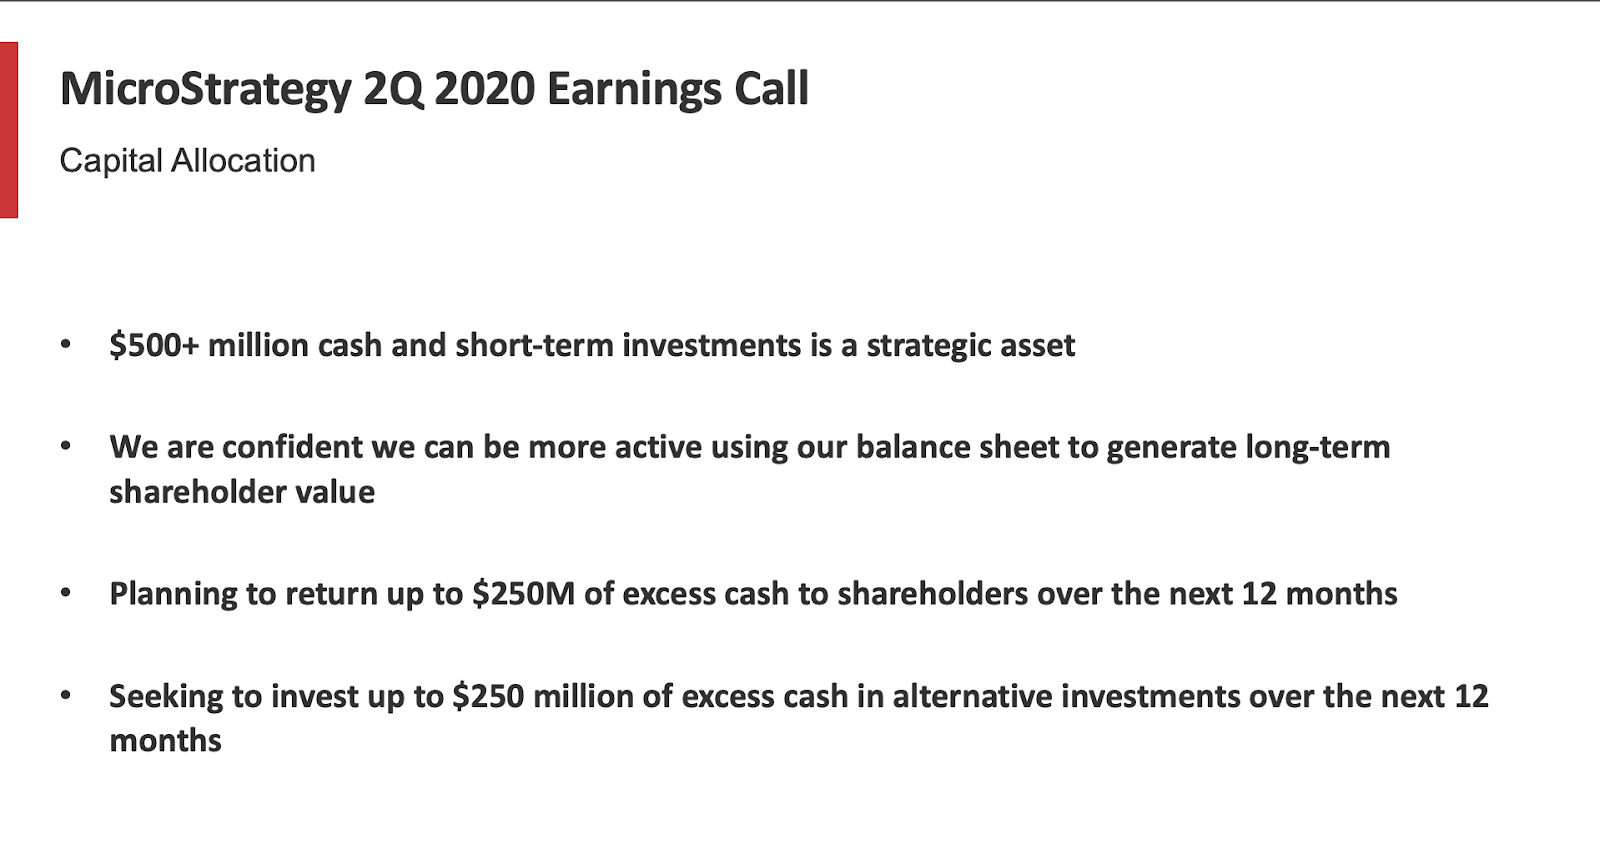 MicroStrategy 2Q 2020 Earnings Call
Capital Allocation
• $500+ million cash and short-term investments is a strategic asset
• We are confident we can be more active using our balance sheet to generate long-term
shareholder value
• Planning to return up to $250M of excess cash to shareholders over the next 12 months
• Seeking to invest up to $250 million of excess cash in alternative investments over the next 12
months